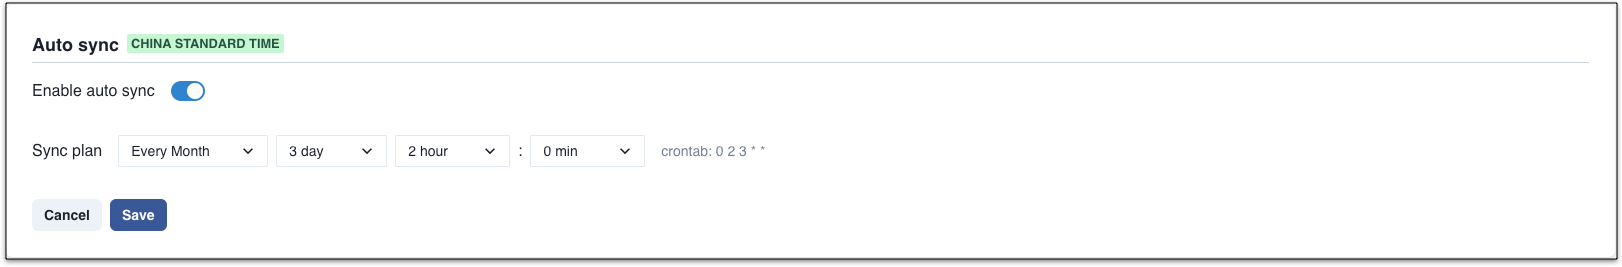 Auto sync CHINA STANDARD TIME
Enable auto sync
Sync plan Every Month 3 day 2 hour : 0 min crontab: 0 2 3 * *
Cancel Save